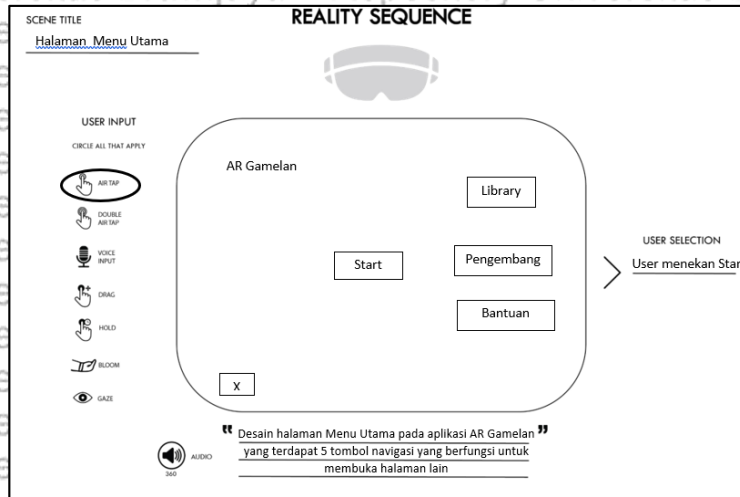 REALITY SEQUENCE
SCENE TITLE
Halaman Menu Utama
USER INPUT
CIRCLE ALL THAT APPLY
AIR TAP
DOUBLE
AIR TAP
VOICE
INPUT
DRAG
HOLD
BLOOM
GAZE
AR Gamelan
Library
Start
Pengembang
Bantuan
X
USER SELECTION
User menekan Star
360
AUDIO
" Desain halaman Menu Utama pada aplikasi AR Gamelan "
yang terdapat 5 tombol navigasi yang berfungsi untuk
membuka halaman lain